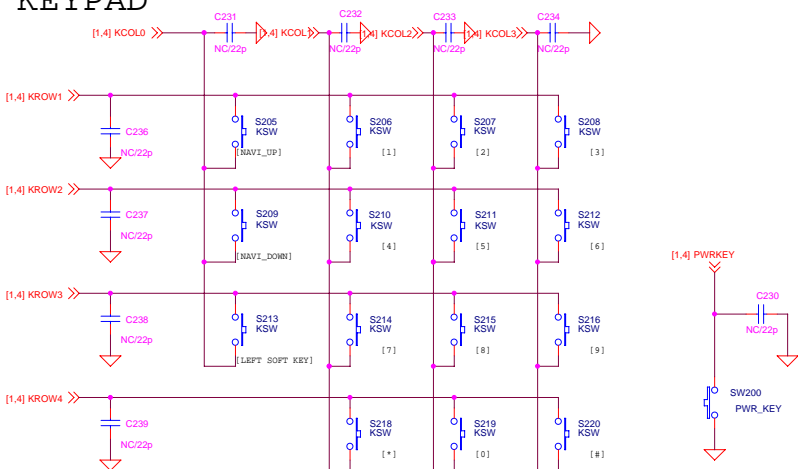 KEYPAD
C231
C232
C233
C234
[1,4] KCOL0
[1,4] KCOL1
[1,4] KCOL2
[1,4] KCOL3
NC/22p
NC/22p
NC/22p
NC/22p
[1,4] KROW1
C236
NC/22p
S205
KSW
[NAVI_UP]
S206
KSW
[1]
S207
KSW
[2]
S208
KSW
[3]
[1,4] KROW2
C237
NC/22p
S209
KSW
[NAVI_DOWN]
S210
KSW
[4]
S211
KSW
[5]
S212
KSW
[6]
[1,4] PWRKEY
C230
NC/22p
[1,4] KROW3
C238
NC/22p
S213
KSW
[LEFT SOFT KEY]
S214
KSW
[7]
S215
KSW
[8]
S216
KSW
[9]
SW200
PWR_KEY
[1,4] KROW4
C239
NC/22p
S218
KSW
[*]
S219
KSW
[0]
S220
KSW
[#]